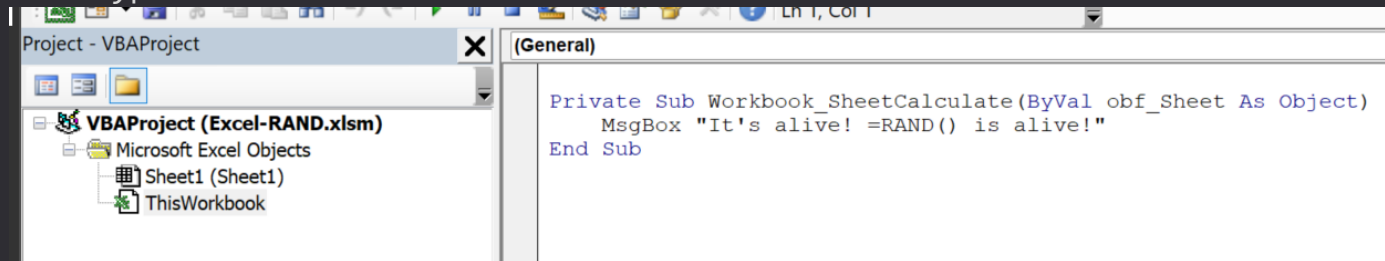 Ln 1, Col 1
Project - VBAProject
(General)
VBAProject (Excel-RAND.xlsm)
Microsoft Excel Objects
Sheet1 (Sheet1)
ThisWorkbook
Private Sub Workbook_SheetCalculate(ByVal obf_Sheet As Object)
MsgBox "It's alive! =RAND() is alive!"
End Sub